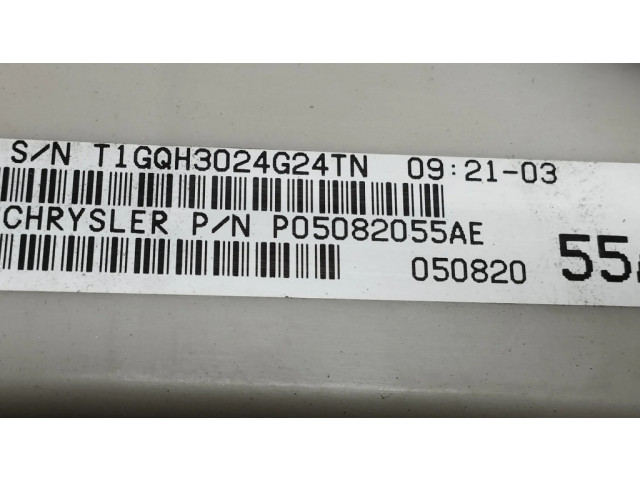 S/N T1GQH3024G24TN 09:21-03
CHRYSLER P/N P05082055AE
050820 55